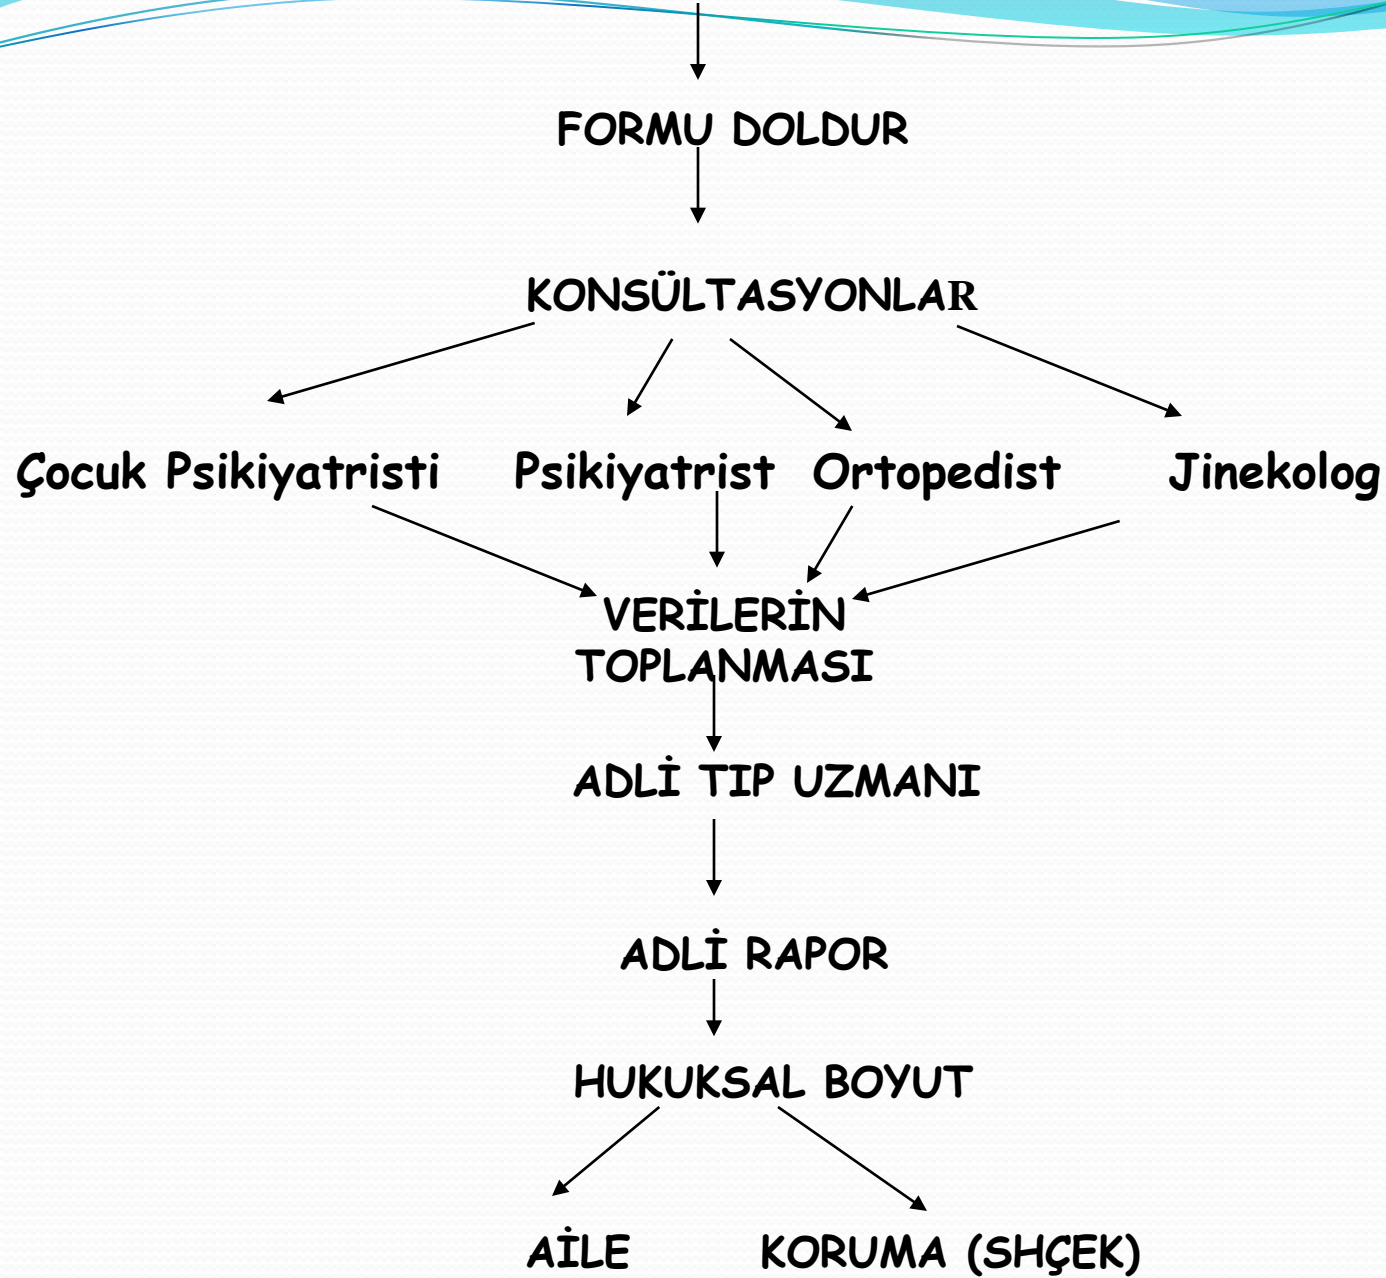 FORMU DOLDUR
KONSÜLTASYONLAR
Çocuk Psikiyatristi Psikiyatrist Ortopedist Jinekolog
VERİLERİN
TOPLANMASI
ADLİ TIP UZMANI
ADLİ RAPOR
HUKUKSAL BOYUT
AİLE KORUMA (SHÇEK)